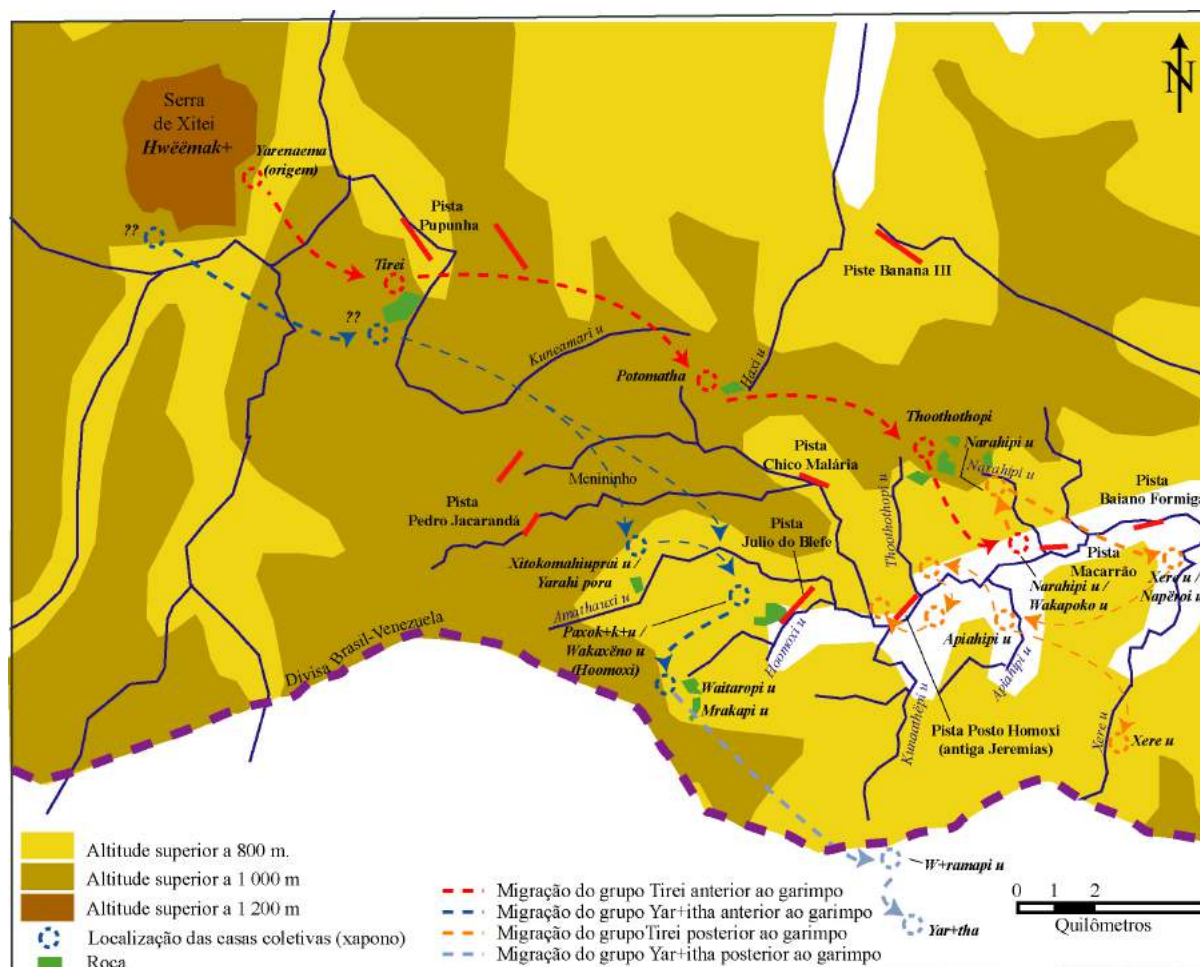 N
Serra
de Xitei
Hwëëmak+
Yarenaema
(origem)
??
Pista
Pupunha
Tirei
??
Piste Banana III
Kuneamari u
Potomatha
Haxi u
Thoothothopi
Narahipi u
Narahipi u
Pista
Chico Malária
Pista
Baiano Formiga
Menininho
Pista
Pedro Jacarandá
Pista
Julio do Blefe
Thoothothopi u
Pista
Macarrão
Xitokomahiuprai u /
Yarahi pora
Narahipi u /
Wakapoko u
Xere u /
Napëroi u
Amathauxi u
Paxok+k+u /
Wakaxëno u
(Hoomoxi)
Hoomoxi u
Apiahipi u
Apiahipi u
Divisa Brasil-Venezuela
Waitaropi u
Mrakapi u
Kunaathëpi u
Pista Posto Homoxi
(antiga Jeremias)
Xere u
Xere u
W+ramapi u
Yar+tha
Altitude superior a 800 m.
Altitude superior a 1 000 m
Altitude superior a 1 200 m
Localização das casas coletivas (xapono)
Roça
Migração do grupo Tirei anterior ao garimpo
Migração do grupo Yar+itha anterior ao garimpo
Migração do grupoTirei posterior ao garimpo
Migração do grupo Yar+itha posterior ao garimpo
0 1 2
Quilômetros